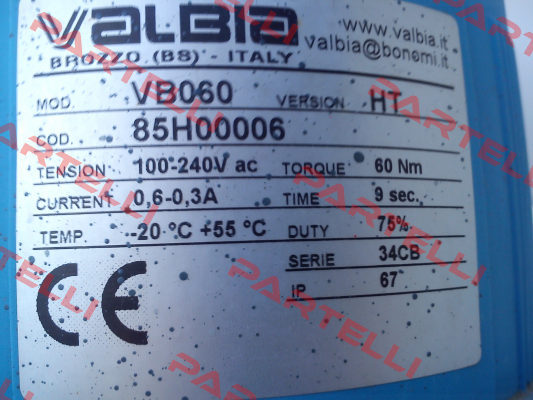 VALBIA
www.valbia.it
BROZZO (BS) - ITALY
valbia@bonomi.it
MOD. VB060 VERSION HT
COD. 85H00006
TENSION 100-240V ac TORQUE 60 Nm
CURRENT 0,6-0,3A TIME 9 sec.
TEMP. -20 °C +55 °C DUTY 75%
SERIE 34CB
IP 67
CE
PARTELLI
PARTELLI
PARTELLI
PARTELLI
PARTELLI